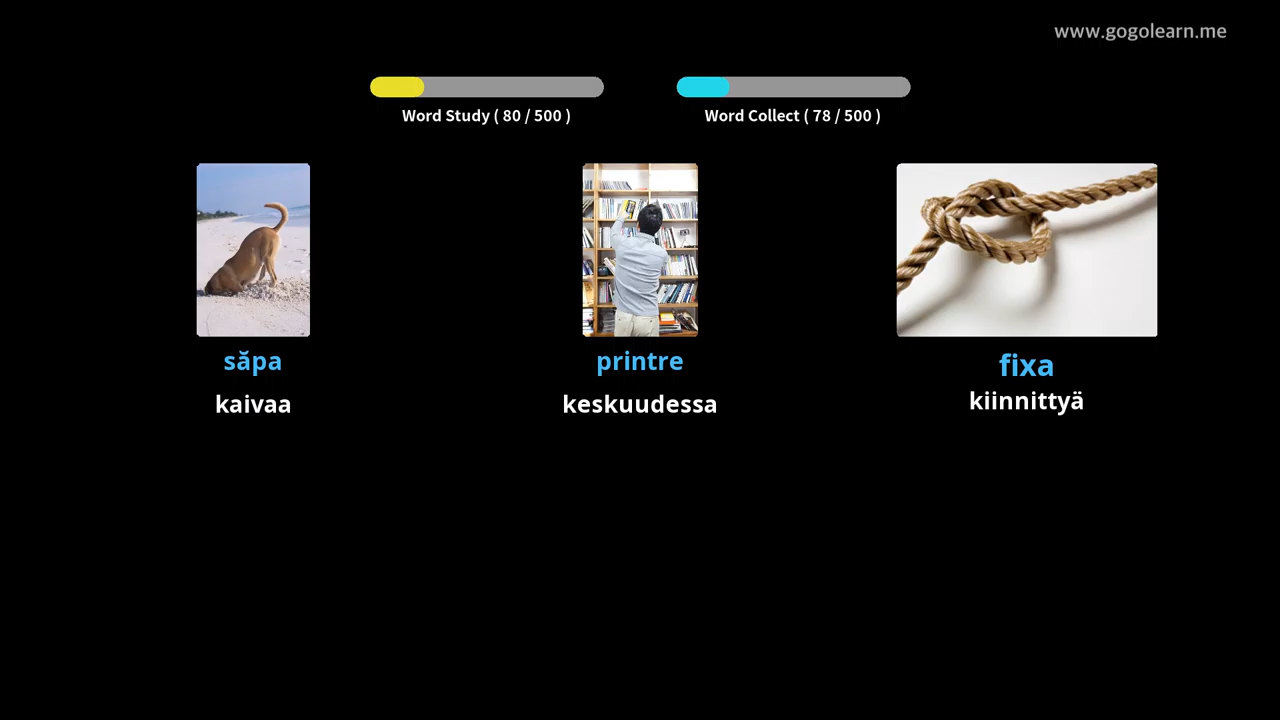 www.gogolearn.me
Word Study ( 80 / 500 )
Word Collect ( 78 / 500 )
săpa
kaivaa
printre
keskuudessa
fixa
kiinnittyä